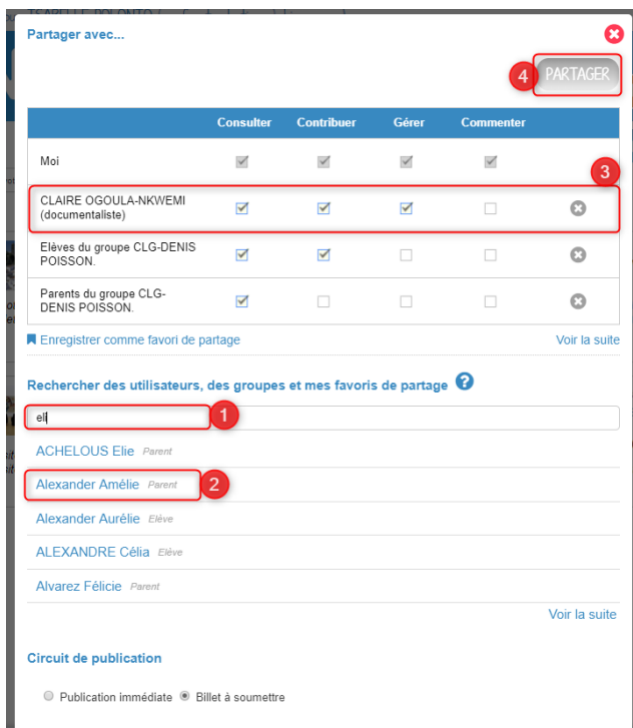 Partager avec...
4 PARTAGER
Consulter Contribuer Gérer Commenter
Moi
3
CLAIRE OGOULA-NKWEMI
(documentaliste)
Elèves du groupe CLG-DENIS
POISSON.
Parents du groupe CLG-
DENIS POISSON.
Enregistrer comme favori de partage Voir la suite
Rechercher des utilisateurs, des groupes et mes favoris de partage ?
eli 1
ACHELOUS Elie Parent
Alexander Amélie Parent 2
Alexander Aurélie Elève
ALEXANDRE Célia Elève
Alvarez Félicie Parent
Voir la suite
Circuit de publication
Publication immédiate Billet à soumettre